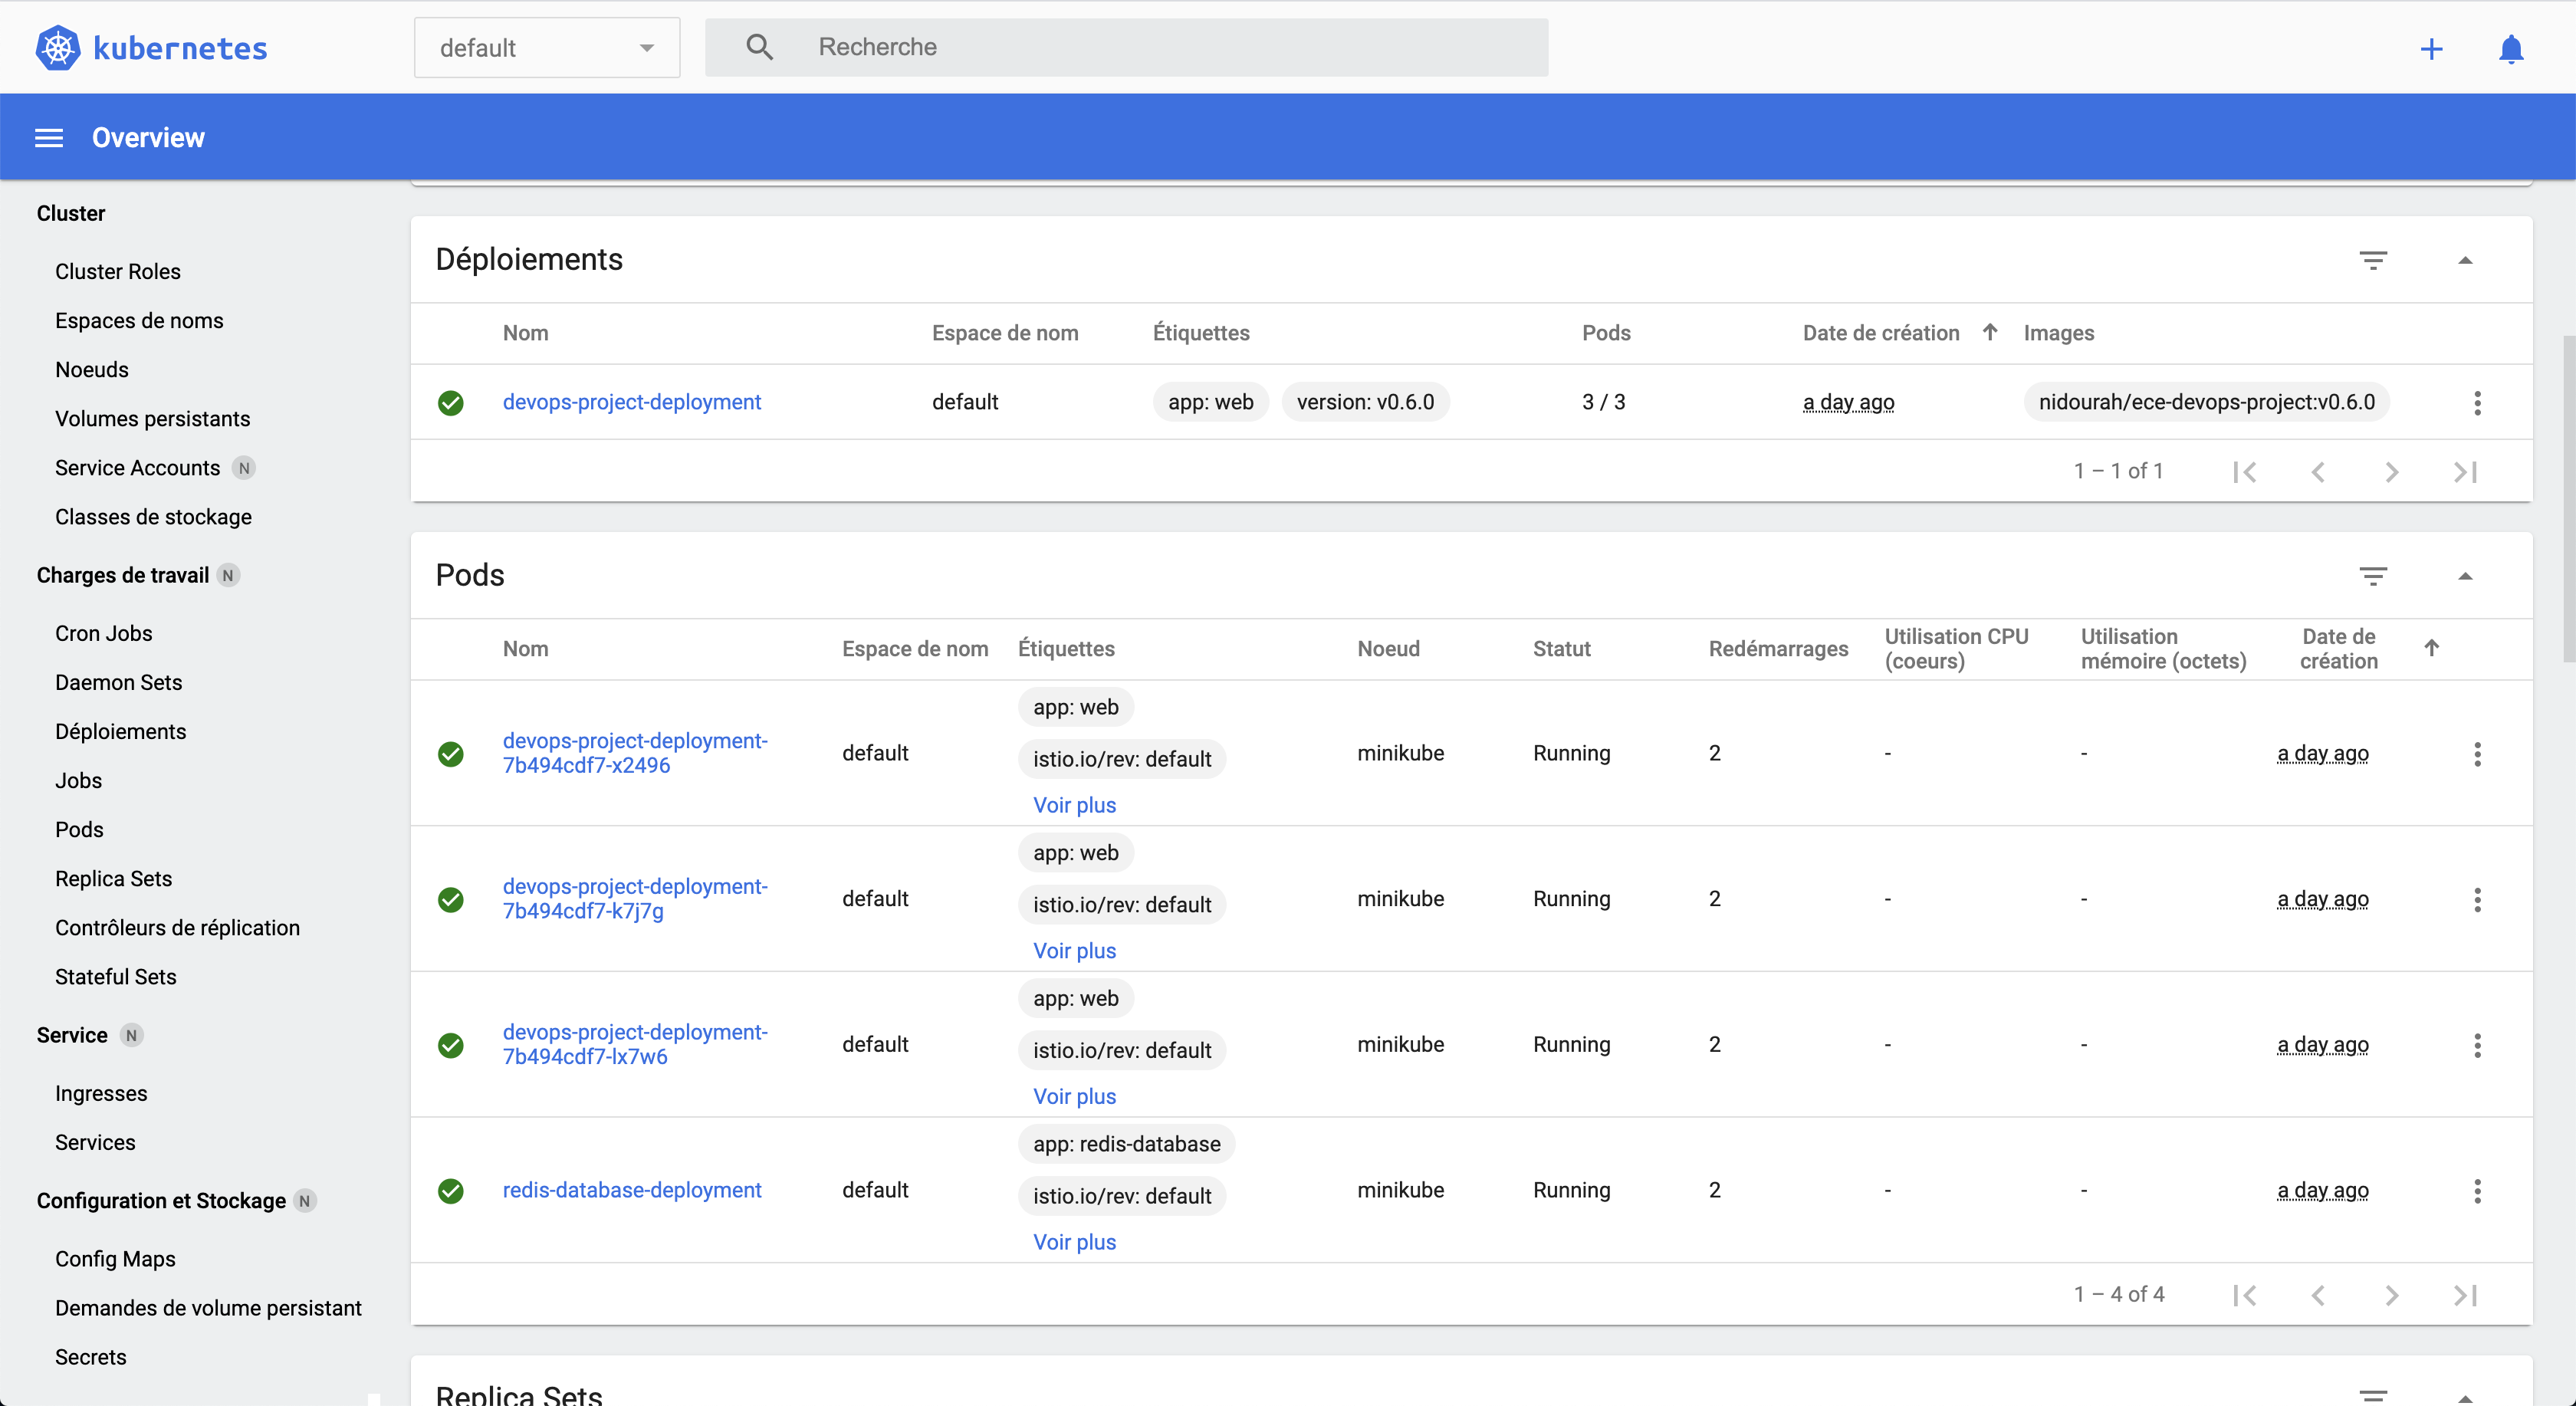 kubernetes
default
Recherche
Overview
Cluster
Cluster Roles
Espaces de noms
Noeuds
Volumes persistants
Service Accounts N
Classes de stockage
Charges de travail N
Cron Jobs
Daemon Sets
Déploiements
Jobs
Pods
Replica Sets
Contrôleurs de réplication
Stateful Sets
Service N
Ingresses
Services
Configuration et Stockage N
Config Maps
Demandes de volume persistant
Secrets
Déploiements
Nom Espace de nom Étiquettes Pods Date de création Images
devops-project-deployment default app: web version: v0.6.0 3 / 3 a day ago nidourah/ece-devops-project:v0.6.0
1 – 1 of 1
Pods
Nom Espace de nom Étiquettes Noeud Statut Redémarrages Utilisation CPU (coeurs) Utilisation mémoire (octets) Date de création
devops-project-deployment-7b494cdf7-x2496 default app: web istio.io/rev: default Voir plus minikube Running 2 - - a day ago
devops-project-deployment-7b494cdf7-k7j7g default app: web istio.io/rev: default Voir plus minikube Running 2 - - a day ago
devops-project-deployment-7b494cdf7-lx7w6 default app: web istio.io/rev: default Voir plus minikube Running 2 - - a day ago
redis-database-deployment default app: redis-database istio.io/rev: default Voir plus minikube Running 2 - - a day ago
1 – 4 of 4
Replica Sets